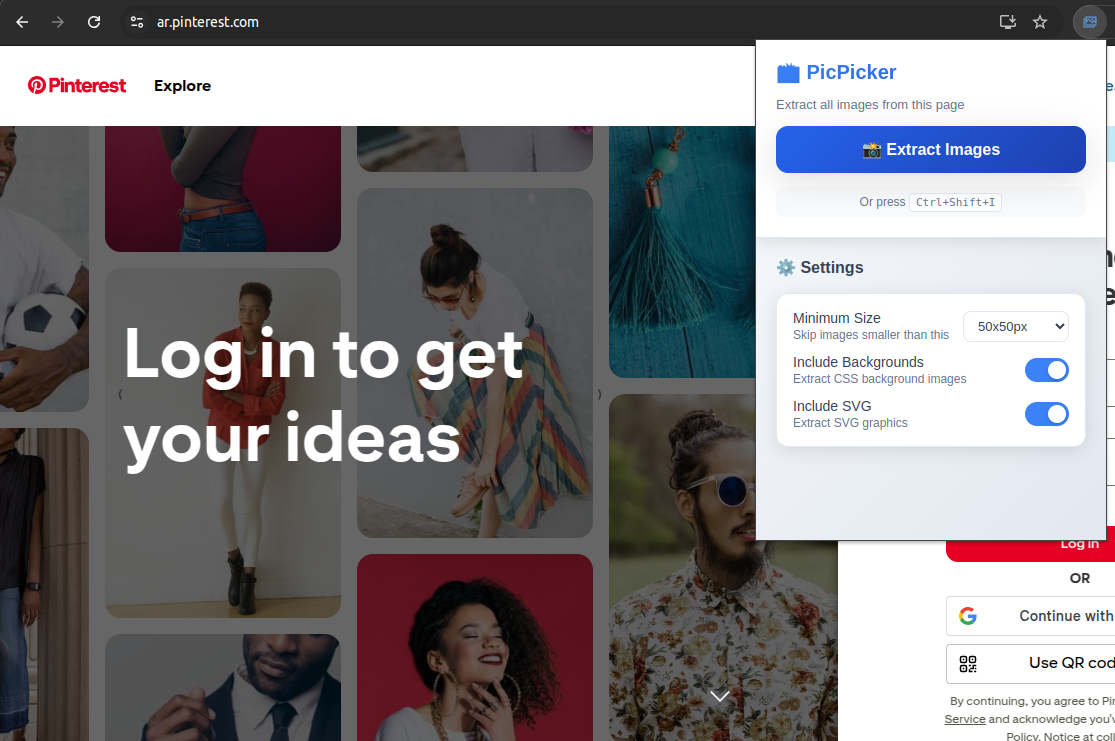 ar.pinterest.com
Pinterest
Explore
Log in to get
your ideas
PicPicker
Extract all images from this page
Extract Images
Or press Ctrl+Shift+I
Settings
Minimum Size
Skip images smaller than this
50x50px
Include Backgrounds
Extract CSS background images
Include SVG
Extract SVG graphics
Log in
OR
Continue with
Use QR cod
By continuing, you agree to Pin
Service and acknowledge you'v
Policy. Notice at coll